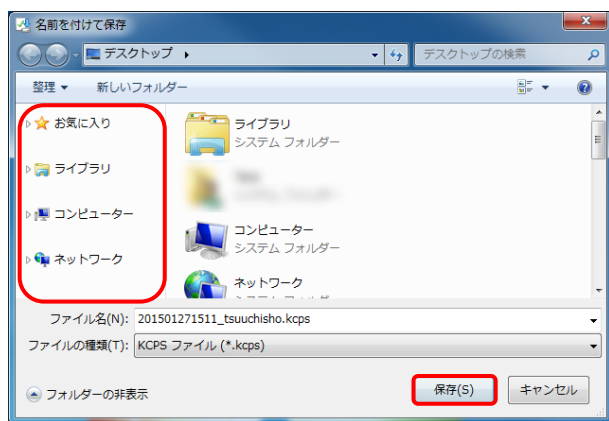 名前を付けて保存
デスクトップ
デスクトップの検索
整理 新しいフォルダー
お気に入り
ライブラリ
コンピューター
ネットワーク
ライブラリ
システム フォルダー
コンピューター
システム フォルダー
ネットワーク
ファイル名(N): 201501271511_tsuuchisho.kcps
ファイルの種類(T): KCPS ファイル (*.kcps)
フォルダーの非表示
保存(S) キャンセル